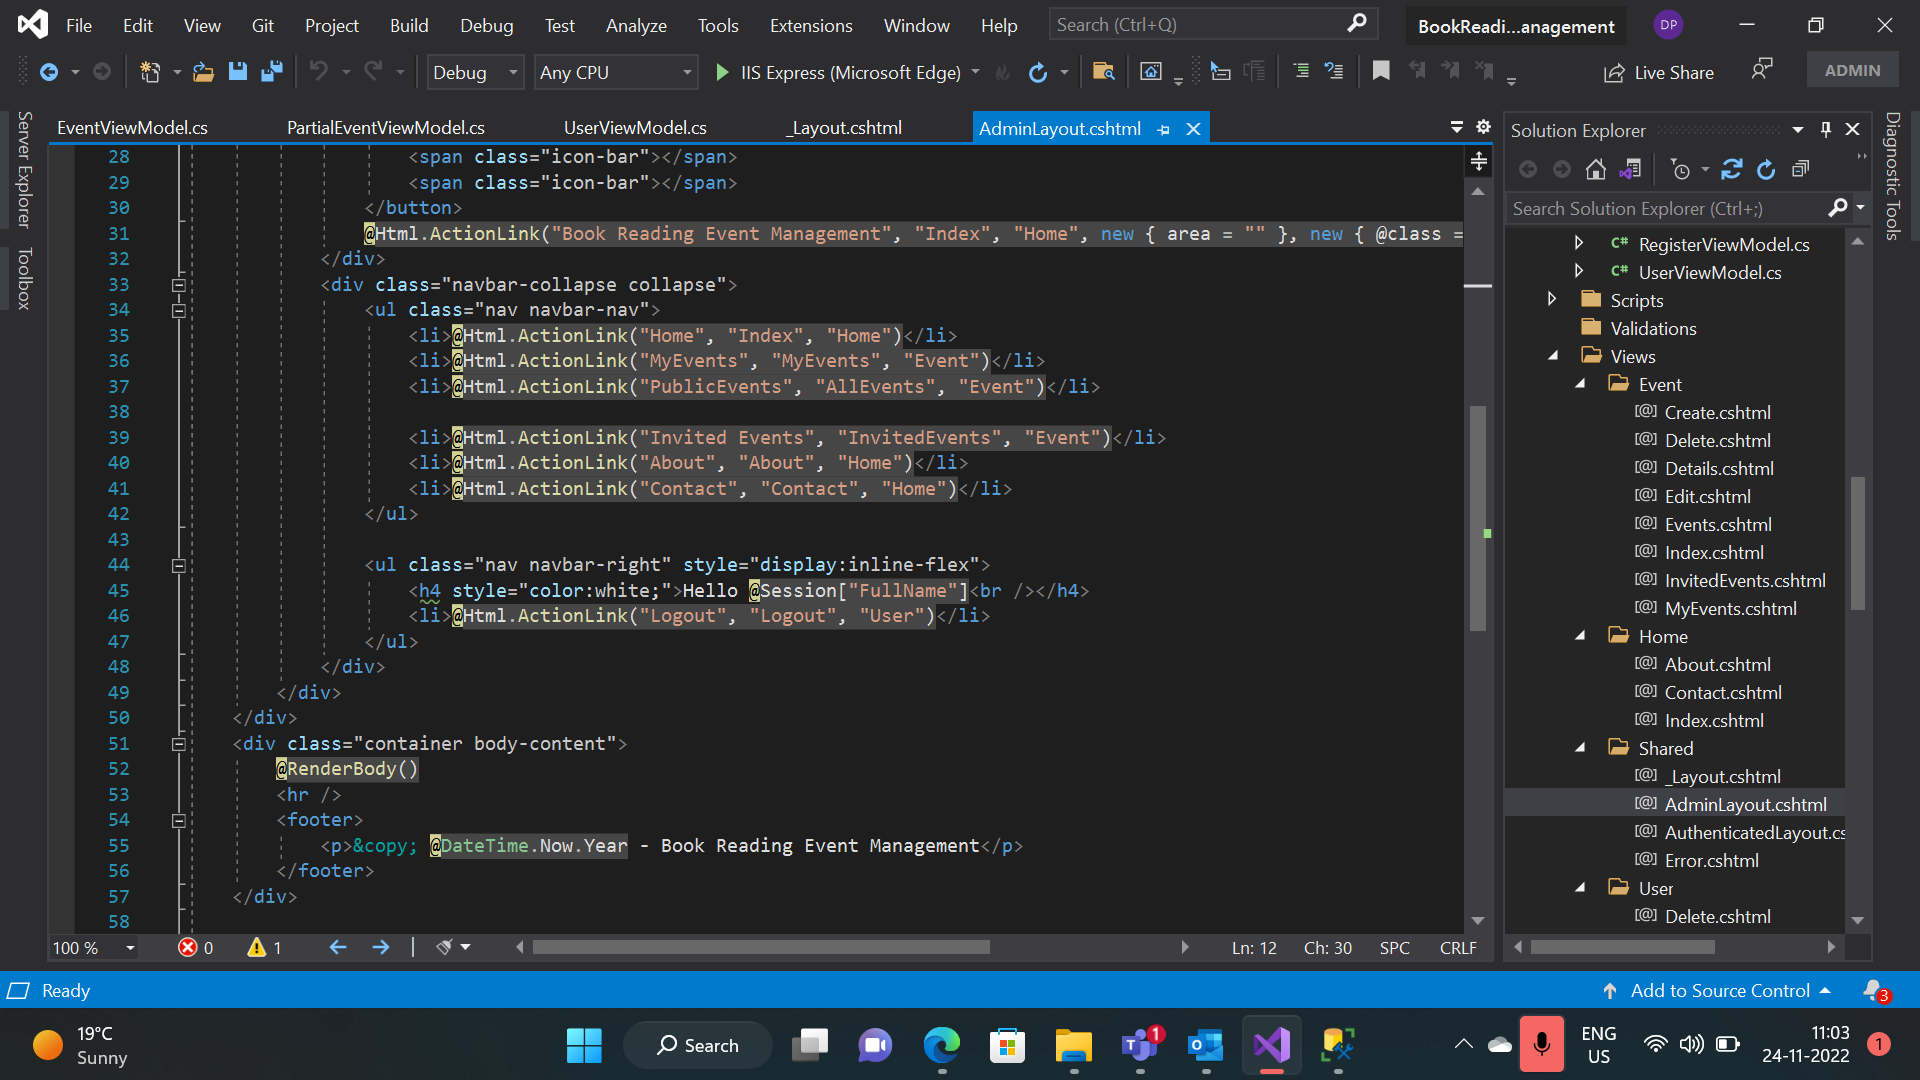 File Edit View Git Project Build Debug Test Analyze Tools Extensions Window Help Search (Ctrl+Q) BookReadi...anagement DP
Debug Any CPU IIS Express (Microsoft Edge) Live Share ADMIN
Server Explorer
Toolbox
EventViewModel.cs PartialEventViewModel.cs UserViewModel.cs _Layout.cshtml AdminLayout.cshtml
28 <span class="icon-bar"></span>
29 <span class="icon-bar"></span>
30 </button>
31 @Html.ActionLink("Book Reading Event Management", "Index", "Home", new { area = "" }, new { @class =
32 </div>
33 <div class="navbar-collapse collapse">
34 <ul class="nav navbar-nav">
35 <li>@Html.ActionLink("Home", "Index", "Home")</li>
36 <li>@Html.ActionLink("MyEvents", "MyEvents", "Event")</li>
37 <li>@Html.ActionLink("PublicEvents", "AllEvents", "Event")</li>
38
39 <li>@Html.ActionLink("Invited Events", "InvitedEvents", "Event")</li>
40 <li>@Html.ActionLink("About", "About", "Home")</li>
41 <li>@Html.ActionLink("Contact", "Contact", "Home")</li>
42 </ul>
43
44 <ul class="nav navbar-right" style="display:inline-flex">
45 <h4 style="color:white;">Hello @Session["FullName"]<br /></h4>
46 <li>@Html.ActionLink("Logout", "Logout", "User")</li>
47 </ul>
48 </div>
49 </div>
50 </div>
51 <div class="container body-content">
52 @RenderBody()
53 <hr />
54 <footer>
55 <p>&copy; @DateTime.Now.Year - Book Reading Event Management</p>
56 </footer>
57 </div>
58
100 % 0 1 Ln: 12 Ch: 30 SPC CRLF
Solution Explorer
Search Solution Explorer (Ctrl+;)
C# RegisterViewModel.cs
C# UserViewModel.cs
Scripts
Validations
Views
Event
[@] Create.cshtml
[@] Delete.cshtml
[@] Details.cshtml
[@] Edit.cshtml
[@] Events.cshtml
[@] Index.cshtml
[@] InvitedEvents.cshtml
[@] MyEvents.cshtml
Home
[@] About.cshtml
[@] Contact.cshtml
[@] Index.cshtml
Shared
[@] _Layout.cshtml
[@] AdminLayout.cshtml
[@] AuthenticatedLayout.cs
[@] Error.cshtml
User
[@] Delete.cshtml
Diagnostic Tools
Ready Add to Source Control 3
19°C
Sunny
Search
1
ENG
US
11:03
24-11-2022
1